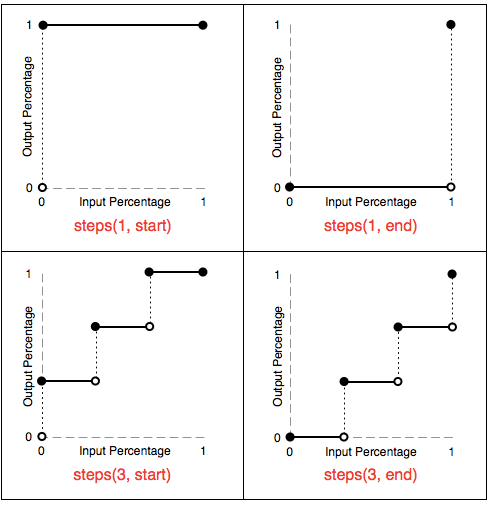 1
Output Percentage
0
0 Input Percentage 1
steps(1, start)
1
Output Percentage
0
0 Input Percentage 1
steps(1, end)
1
Output Percentage
0
0 Input Percentage 1
steps(3, start)
1
Output Percentage
0
0 Input Percentage 1
steps(3, end)